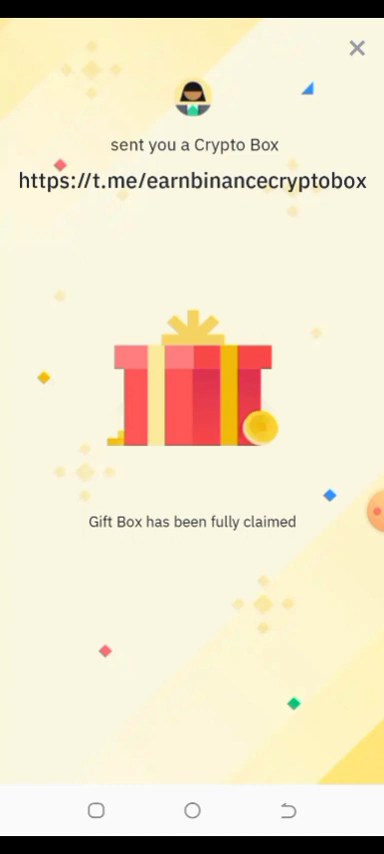 sent you a Crypto Box
https://t.me/earnbinancecryptobox
Gift Box has been fully claimed